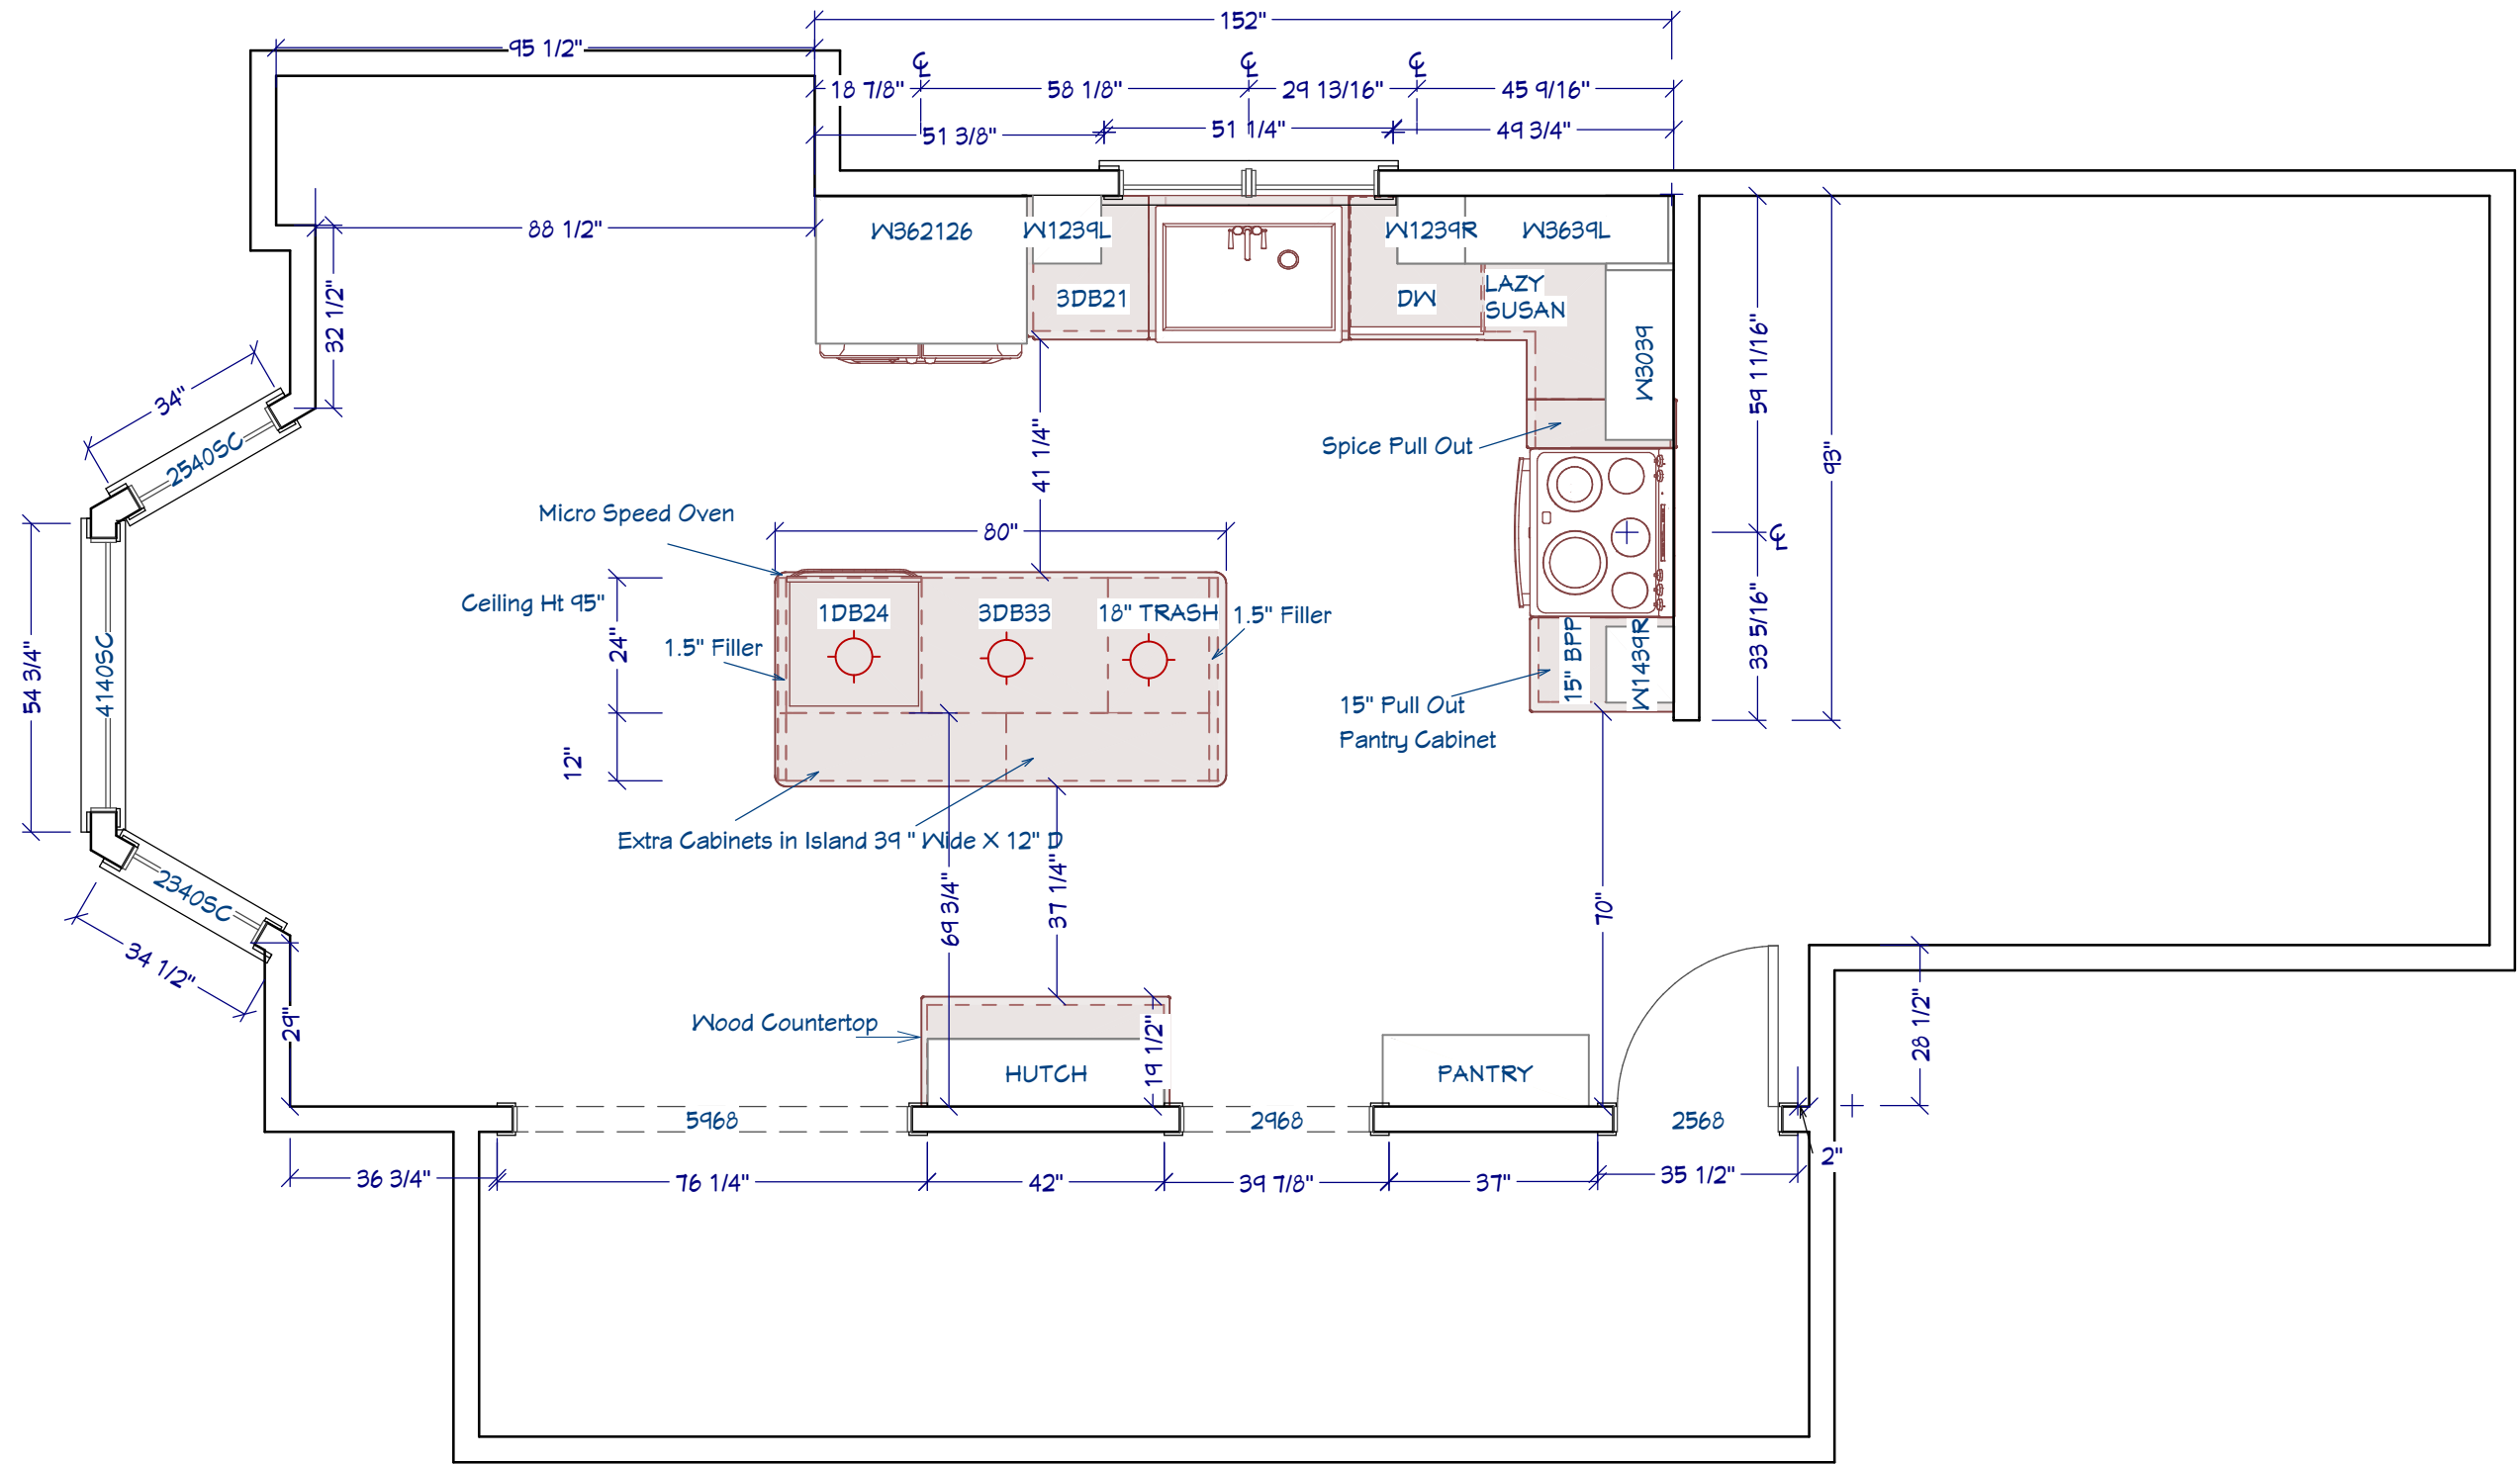 152"
95 1/2"
18 7/8" ℄ 58 1/8" ℄ 29 13/16" ℄ 45 9/16"
51 3/8" 51 1/4" 49 3/4"
88 1/2"
W362126 W1239L W1239R W3639L
3DB21 DW LAZY
SUSAN
32 1/2"
W3039
59 11/16"
34"
2540SC
41 1/4"
Spice Pull Out
93"
Micro Speed Oven
80"
℄
Ceiling Ht 95"
1DB24 3DB33 18" TRASH
1.5" Filler
24"
1.5" Filler
54 3/4"
4140SC
15" BPP
W1439R
33 5/16"
15" Pull Out
Pantry Cabinet
12"
Extra Cabinets in Island 39 " Wide X 12" D
2340SC
34 1/2"
69 3/4"
37 1/4"
70"
29"
Wood Countertop
19 1/2"
28 1/2"
HUTCH PANTRY
5968 2968 2568
2"
36 3/4" 76 1/4" 42" 39 7/8" 37" 35 1/2"